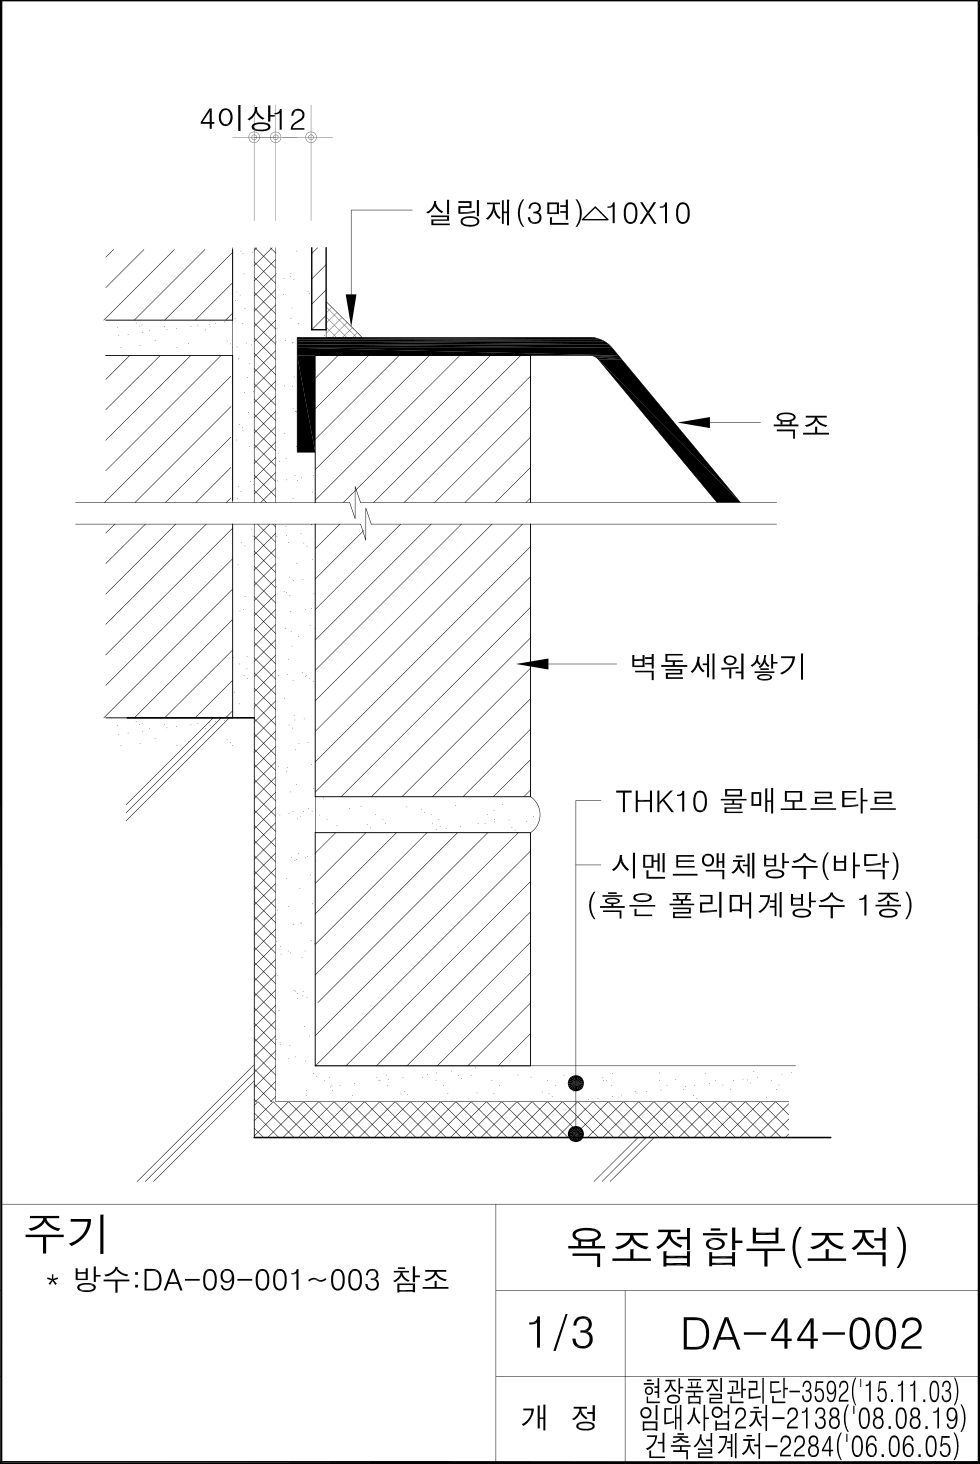 4이상12
실링재(3면)△10X10
욕조
벽돌세워쌓기
THK10 물매모르타르
시멘트액체방수(바닥)
(혹은 폴리머계방수 1종)
주기
* 방수:DA-09-001~003 참조
욕조접합부(조적)
1/3
DA-44-002
개 정
현장품질관리단-3592('15.11.03)
임대사업2처-2138('08.08.19)
건축설계처-2284('06.06.05)